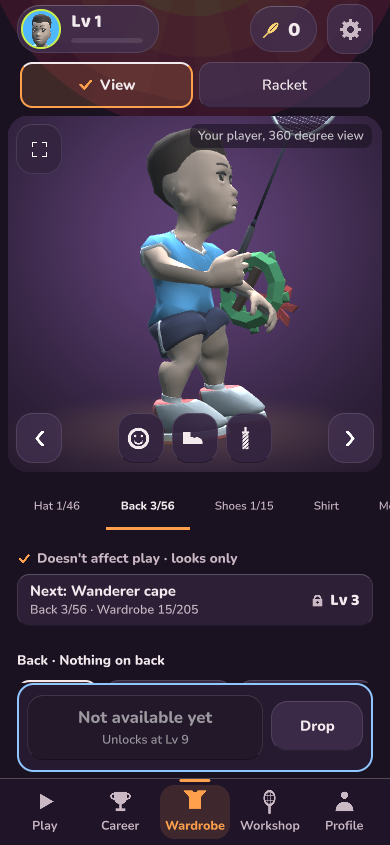 Lv 1
0
View
Racket
Your player, 360 degree view
Hat 1/46
Back 3/56
Shoes 1/15
Shirt
Doesn't affect play · looks only
Next: Wanderer cape
Back 3/56 · Wardrobe 15/205
Lv 3
Back · Nothing on back
Not available yet
Unlocks at Lv 9
Drop
Play
Career
Wardrobe
Workshop
Profile